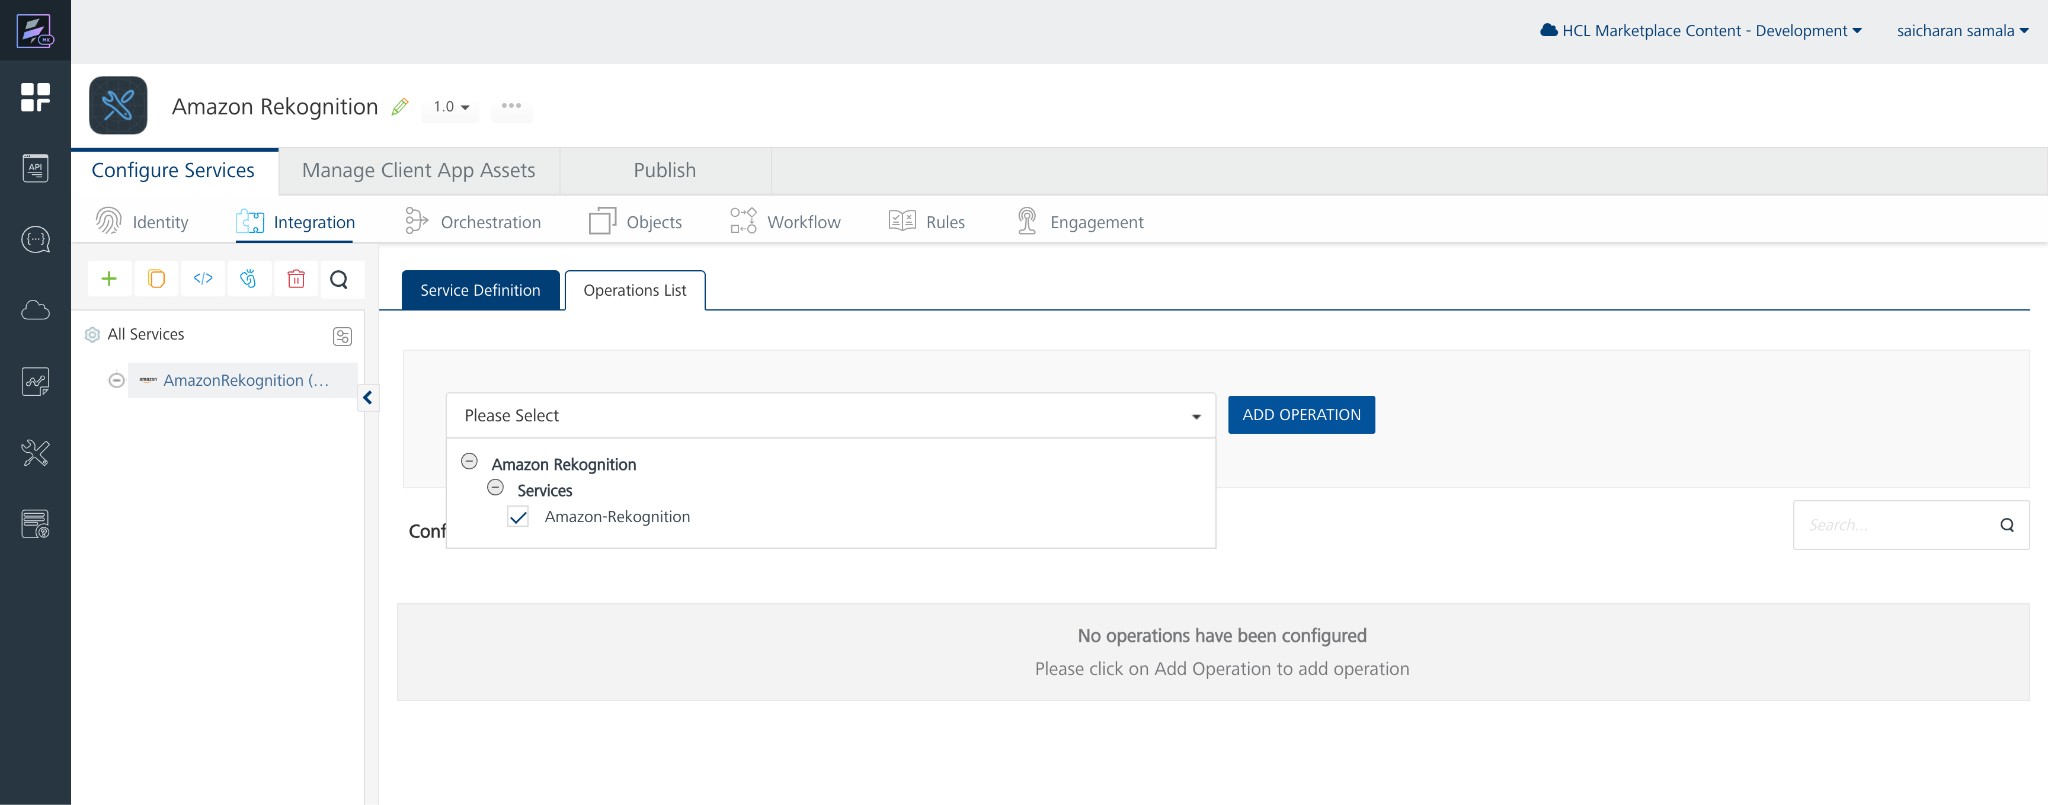 HCL Marketplace Content - Development
saicharan samala
Amazon Rekognition
1.0
Configure Services
Manage Client App Assets
Publish
API
Identity
Integration
Orchestration
Objects
Workflow
Rules
Engagement
Service Definition
Operations List
All Services
AmazonRekognition (...
Please Select
ADD OPERATION
Amazon Rekognition
Services
Amazon-Rekognition
Conf
Search...
No operations have been configured
Please click on Add Operation to add operation